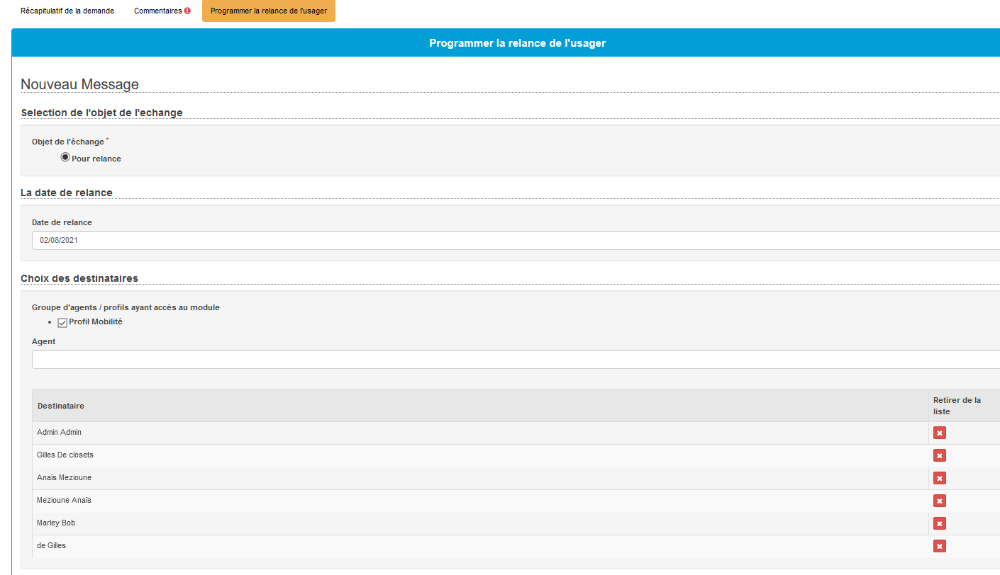 Récapitulatif de la demande Commentaires Programmer la relance de l'usager
Programmer la relance de l'usager
Nouveau Message
Selection de l'objet de l'echange
Objet de l'échange *
Pour relance
La date de relance
Date de relance
02/08/2021
Choix des destinataires
Groupe d'agents / profils ayant accès au module
Profil Mobilité
Agent
Destinataire Retirer de la
liste
Admin Admin
Gilles De closets
Anaïs Mezioune
Mezioune Anaïs
Marley Bob
de Gilles